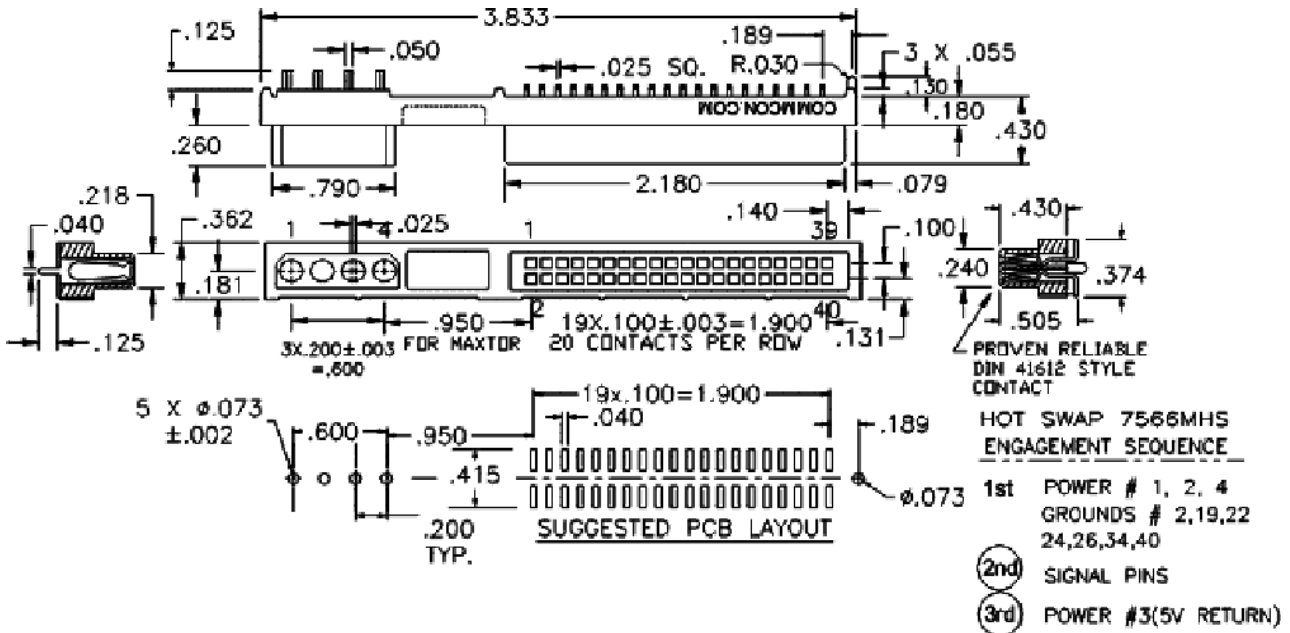 3.833
.125
.050
.189
3 X .055
.025 SQ.
R.030
.130
COMMCON.COM
.180
.430
.260
.790
2.180
.079
.218
.040
.362
1
4
.025
1
.140
39
.100
.430
.181
.240
.374
2
40
.125
.950
19X.100±.003=1.900
.131
.505
3X.200±.003
=.600
FOR MAXTOR
20 CONTACTS PER ROW
PROVEN RELIABLE
DIN 41612 STYLE
CONTACT
5 X ø.073
±.002
.600
.950
19x.100=1.900
.040
.189
.415
ø.073
.200
TYP.
SUGGESTED PCB LAYOUT
HOT SWAP 7566MHS
ENGAGEMENT SEQUENCE
1st POWER # 1, 2, 4
GROUNDS # 2,19,22
24,26,34,40
2nd SIGNAL PINS
3rd POWER #3(5V RETURN)